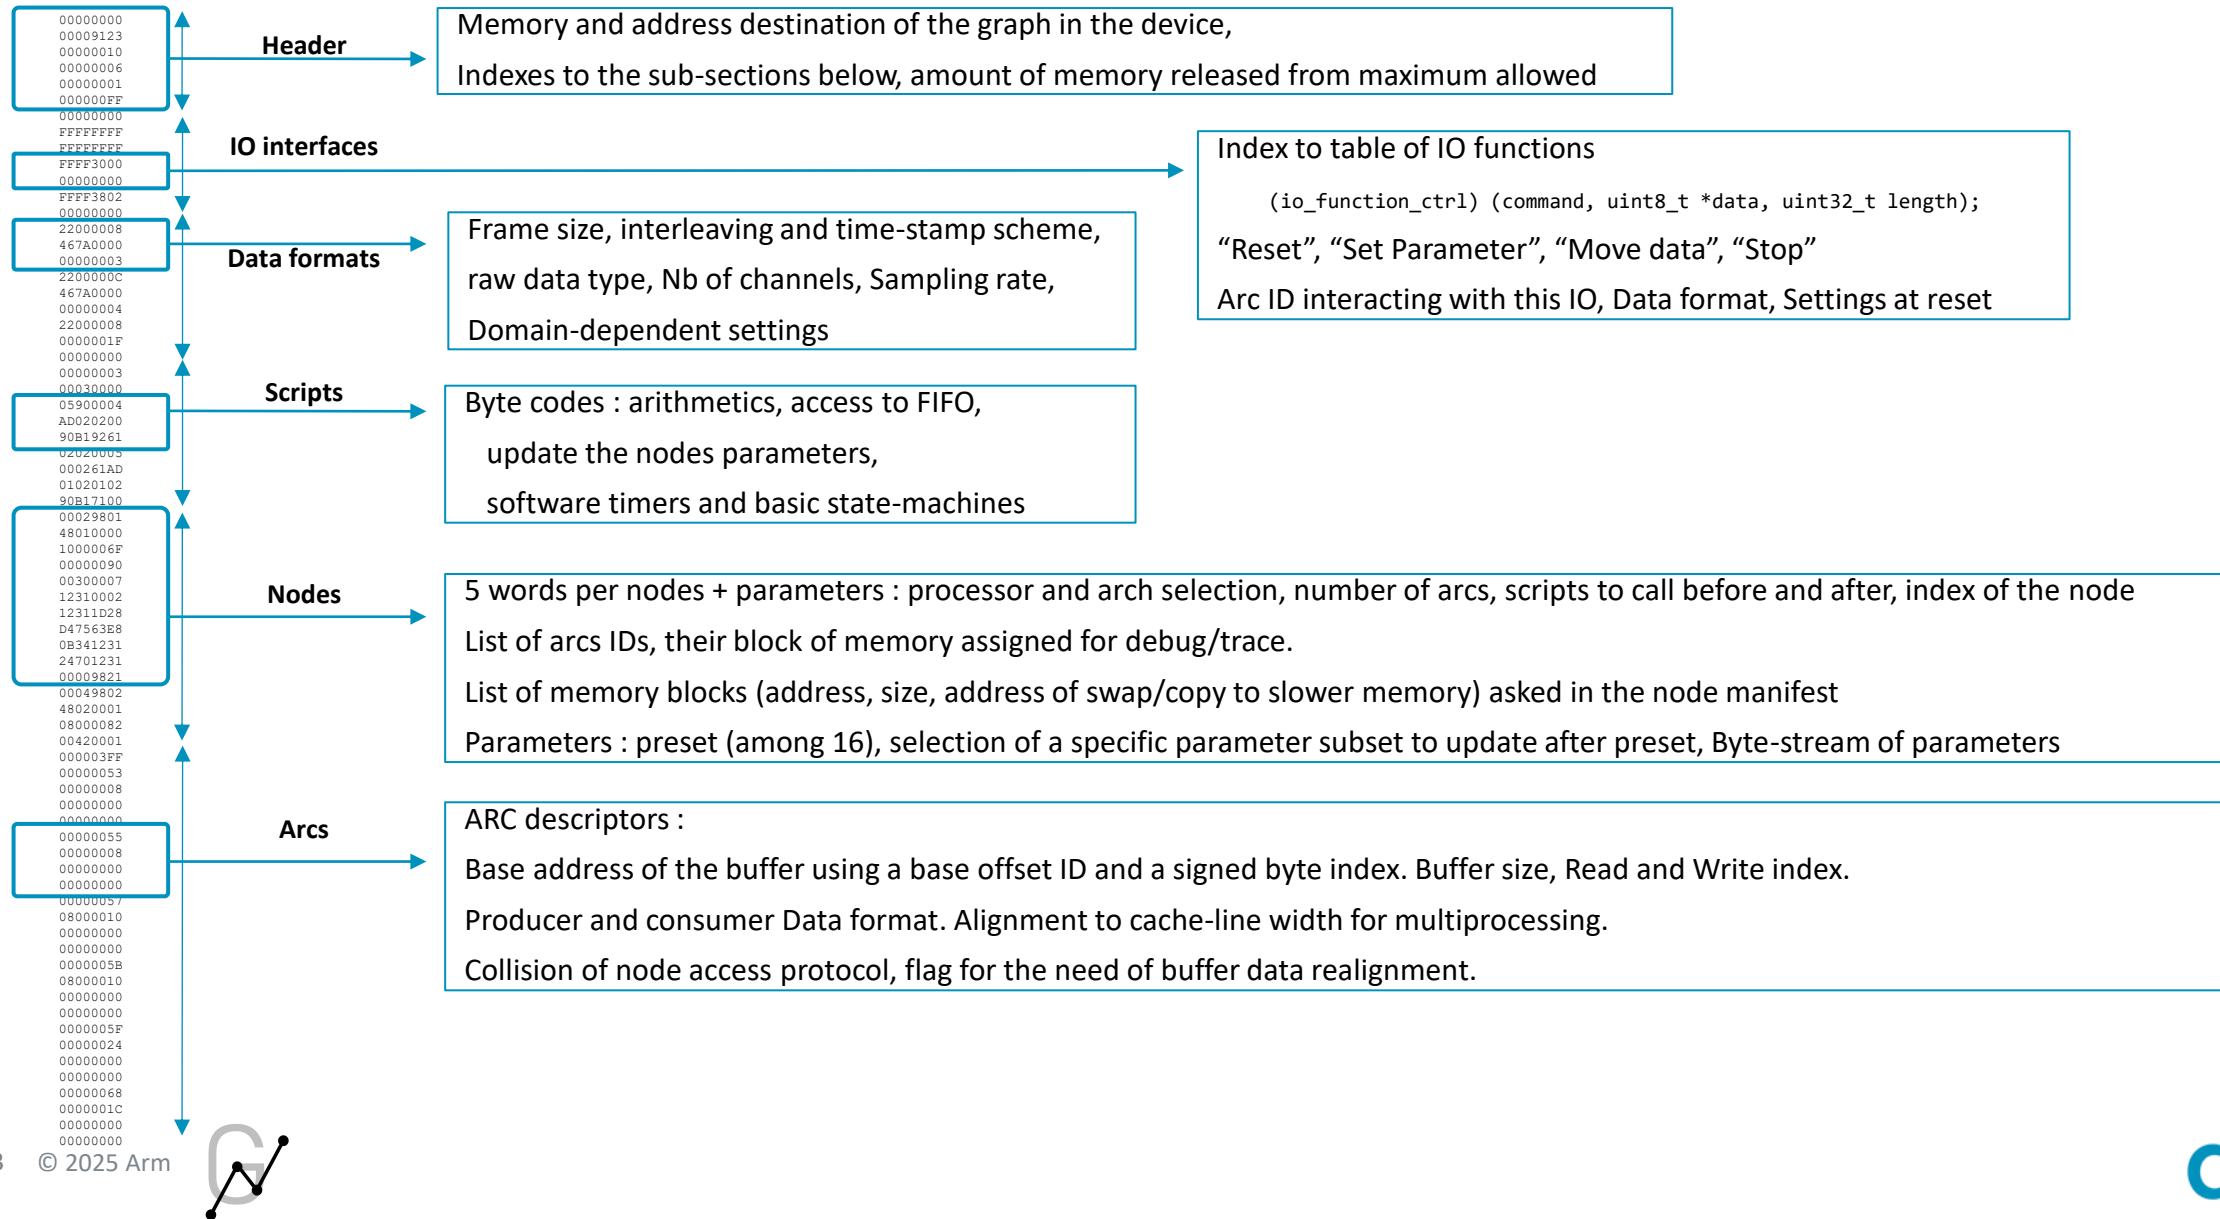 00000000
00009123
00000010
00000006
00000001
000000FF
00000000
FFFFFFFF
FFFFFFFF
FFFF3000
00000000
FFFF3802
00000000
22000008
467A0000
00000003
2200000C
467A0000
00000004
22000008
0000001F
00000000
00000003
00030000
05900004
AD020200
90B19261
02020005
000261AD
01020102
90B17100
00029801
48010000
1000006F
00000090
00300007
12310002
12311D28
D47563E8
0B341231
24701231
00009821
00049802
48020001
08000082
00420001
000003FF
00000053
00000008
00000000
00000000
00000055
00000008
00000000
00000000
00000057
08000010
00000000
00000000
0000005B
08000010
00000000
00000000
0000005F
00000024
00000000
00000000
00000068
0000001C
00000000
00000000
Header
Memory and address destination of the graph in the device,
Indexes to the sub-sections below, amount of memory released from maximum allowed
IO interfaces
Index to table of IO functions
(io_function_ctrl) (command, uint8_t *data, uint32_t length);
“Reset”, “Set Parameter”, “Move data”, “Stop”
Arc ID interacting with this IO, Data format, Settings at reset
Data formats
Frame size, interleaving and time-stamp scheme,
raw data type, Nb of channels, Sampling rate,
Domain-dependent settings
Scripts
Byte codes : arithmetics, access to FIFO,
update the nodes parameters,
software timers and basic state-machines
Nodes
5 words per nodes + parameters : processor and arch selection, number of arcs, scripts to call before and after, index of the node
List of arcs IDs, their block of memory assigned for debug/trace.
List of memory blocks (address, size, address of swap/copy to slower memory) asked in the node manifest
Parameters : preset (among 16), selection of a specific parameter subset to update after preset, Byte-stream of parameters
Arcs
ARC descriptors :
Base address of the buffer using a base offset ID and a signed byte index. Buffer size, Read and Write index.
Producer and consumer Data format. Alignment to cache-line width for multiprocessing.
Collision of node access protocol, flag for the need of buffer data realignment.
© 2025 Arm
G